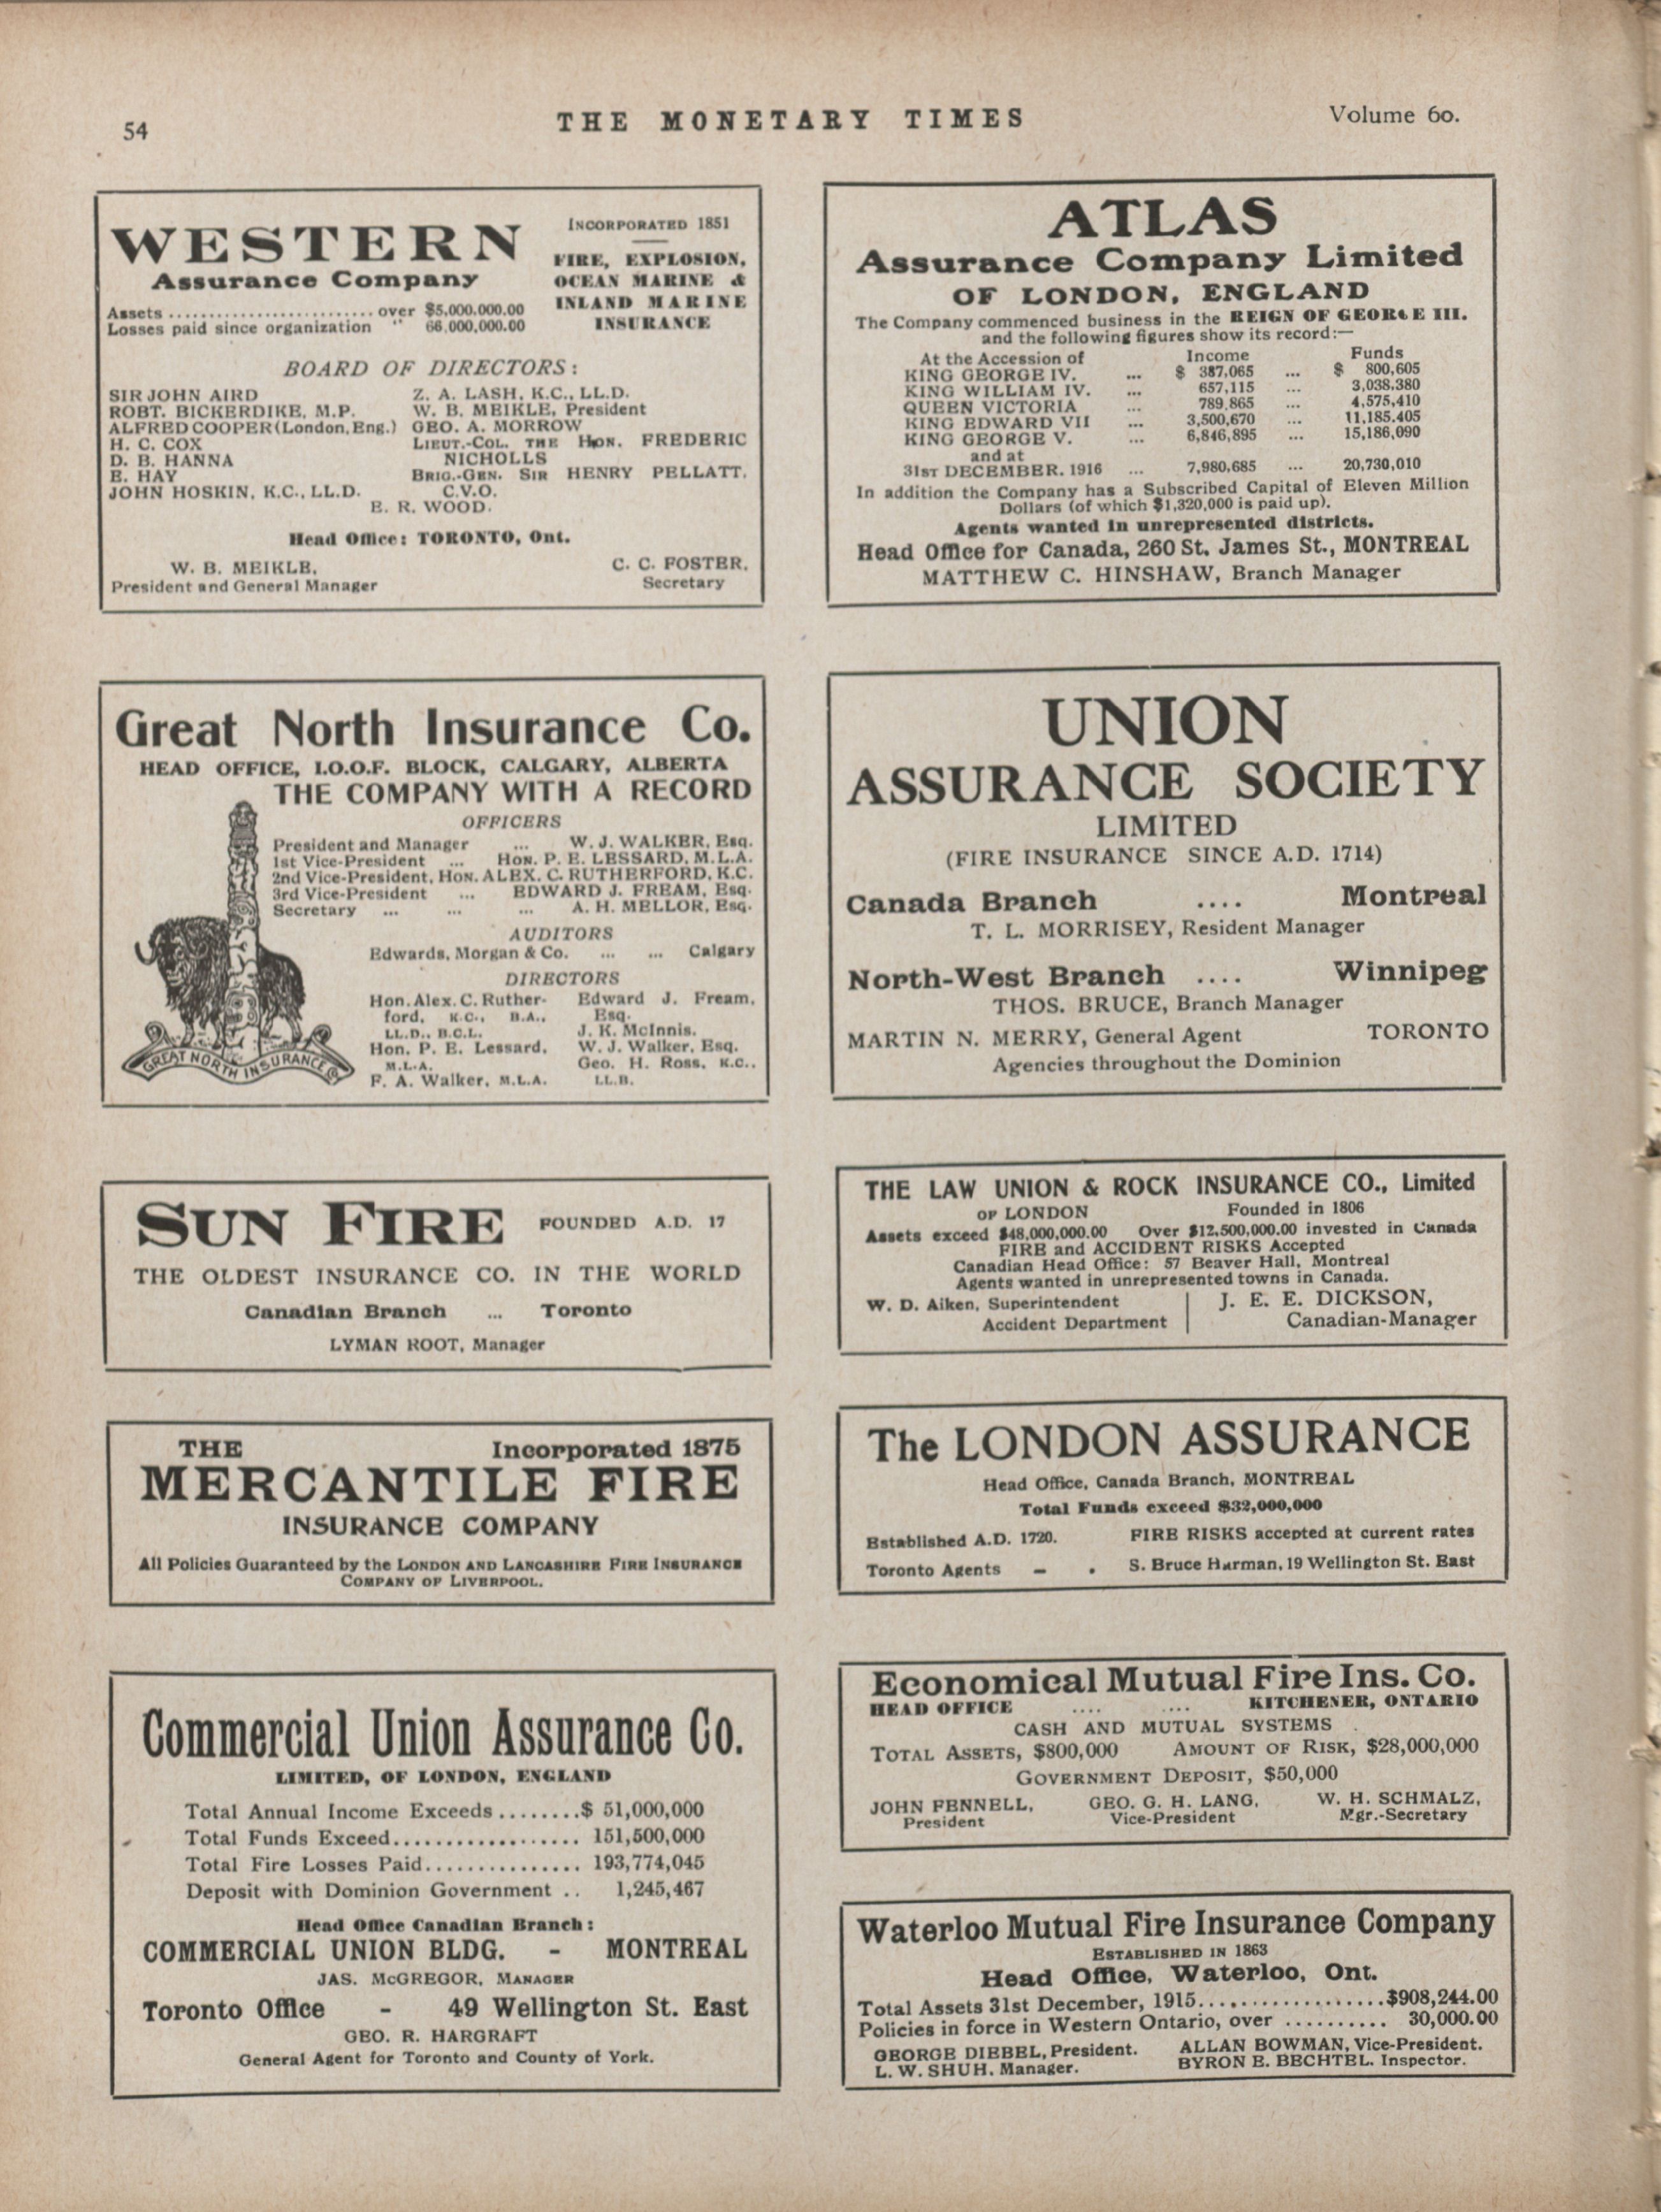 54
THE MONETARY TIMES
Volume 60.
WESTERN
Assurance Company
INCORPORATED 1851
FIRE, EXPLOSION,
OCEAN MARINE &
INLAND MARINE
INSURANCE
Assets ........................ over $5,000,000.00
Losses paid since organization " 66,000,000.00
BOARD OF DIRECTORS:
SIR JOHN AIRD
ROBT. BICKERDIKE, M.P.
ALFRED COOPER (London, Eng.)
H. C. COX
D. B. HANNA
E. HAY
JOHN HOSKIN, K.C., LL.D.
Z. A. LASH, K.C., LL.D.
W. B. MEIKLE, President
GEO. A. MORROW
LIEUT.-COL. THE HON. FREDERIC
NICHOLLS
BRIG.-GEN. SIR HENRY PELLATT,
C.V.O.
E. R. WOOD.
Head Office: TORONTO, Ont.
W. B. MEIKLE,
President and General Manager
C. C. FOSTER,
Secretary
ATLAS
Assurance Company Limited
OF LONDON, ENGLAND
The Company commenced business in the REIGN OF GEORGE III.
and the following figures show its record:—
At the Accession of Income Funds
KING GEORGE IV. ... $ 387,065 ... $ 800,605
KING WILLIAM IV. ... 657,115 ... 3,038,380
QUEEN VICTORIA ... 789,865 ... 4,575,410
KING EDWARD VII ... 3,500,670 ... 11,185,405
KING GEORGE V. ... 6,846,895 ... 15,186,090
and at
31ST DECEMBER, 1916 ... 7,980,685 ... 20,730,010
In addition the Company has a Subscribed Capital of Eleven Million
Dollars (of which $1,320,000 is paid up).
Agents wanted in unrepresented districts.
Head Office for Canada, 260 St. James St., MONTREAL
MATTHEW C. HINSHAW, Branch Manager
Great North Insurance Co.
HEAD OFFICE, I.O.O.F. BLOCK, CALGARY, ALBERTA
THE COMPANY WITH A RECORD
OFFICERS
President and Manager ... W. J. WALKER, Esq.
1st Vice-President ... HON. P. E. LESSARD, M.L.A.
2nd Vice-President, HON. ALEX. C. RUTHERFORD, K.C.
3rd Vice-President ... EDWARD J. FREAM, Esq.
Secretary ... ... ... A. H. MELLOR, Esq.
AUDITORS
Edwards, Morgan & Co. ... ... Calgary
DIRECTORS
Hon. Alex. C. Ruther-
ford, K.C., B.A.,
LL.D., B.C.L.
Hon. P. E. Lessard,
M.L.A.
F. A. Walker, M.L.A.
Edward J. Fream,
Esq.
J. K. McInnis.
W. J. Walker, Esq.
Geo. H. Ross, K.C.,
LL.B.
GREAT NORTH INSURANCE Co
UNION
ASSURANCE SOCIETY
LIMITED
(FIRE INSURANCE SINCE A.D. 1714)
Canada Branch .... Montreal
T. L. MORRISEY, Resident Manager
North-West Branch .... Winnipeg
THOS. BRUCE, Branch Manager
MARTIN N. MERRY, General Agent TORONTO
Agencies throughout the Dominion
SUN FIRE FOUNDED A.D. 17
THE OLDEST INSURANCE CO. IN THE WORLD
Canadian Branch ... Toronto
LYMAN ROOT, Manager
THE LAW UNION & ROCK INSURANCE CO., Limited
OF LONDON Founded in 1806
Assets exceed $48,000,000.00 Over $12,500,000.00 invested in Canada
FIRE and ACCIDENT RISKS Accepted
Canadian Head Office: 57 Beaver Hall, Montreal
Agents wanted in unrepresented towns in Canada.
W. D. Aiken, Superintendent
Accident Department
J. E. E. DICKSON,
Canadian-Manager
THE Incorporated 1875
MERCANTILE FIRE
INSURANCE COMPANY
All Policies Guaranteed by the LONDON AND LANCASHIRE FIRE INSURANCE
COMPANY OF LIVERPOOL.
The LONDON ASSURANCE
Head Office, Canada Branch, MONTREAL
Total Funds exceed $32,000,000
Established A.D. 1720. FIRE RISKS accepted at current rates
Toronto Agents - . S. Bruce Harman, 19 Wellington St. East
Commercial Union Assurance Co.
LIMITED, OF LONDON, ENGLAND
Total Annual Income Exceeds ........$ 51,000,000
Total Funds Exceed.................. 151,500,000
Total Fire Losses Paid............... 193,774,045
Deposit with Dominion Government .. 1,245,467
Head Office Canadian Branch:
COMMERCIAL UNION BLDG. - MONTREAL
JAS. McGREGOR, MANAGER
Toronto Office - 49 Wellington St. East
GEO. R. HARGRAFT
General Agent for Toronto and County of York.
Economical Mutual Fire Ins. Co.
HEAD OFFICE .... .... KITCHENER, ONTARIO
CASH AND MUTUAL SYSTEMS
TOTAL ASSETS, $800,000 AMOUNT OF RISK, $28,000,000
GOVERNMENT DEPOSIT, $50,000
JOHN FENNELL,
President
GEO. G. H. LANG,
Vice-President
W. H. SCHMALZ,
Mgr.-Secretary
Waterloo Mutual Fire Insurance Company
ESTABLISHED IN 1863
Head Office, Waterloo, Ont.
Total Assets 31st December, 1915..................$908,244.00
Policies in force in Western Ontario, over .......... 30,000.00
GEORGE DIEBEL, President. ALLAN BOWMAN, Vice-President.
L. W. SHUH, Manager. BYRON E. BECHTEL, Inspector.